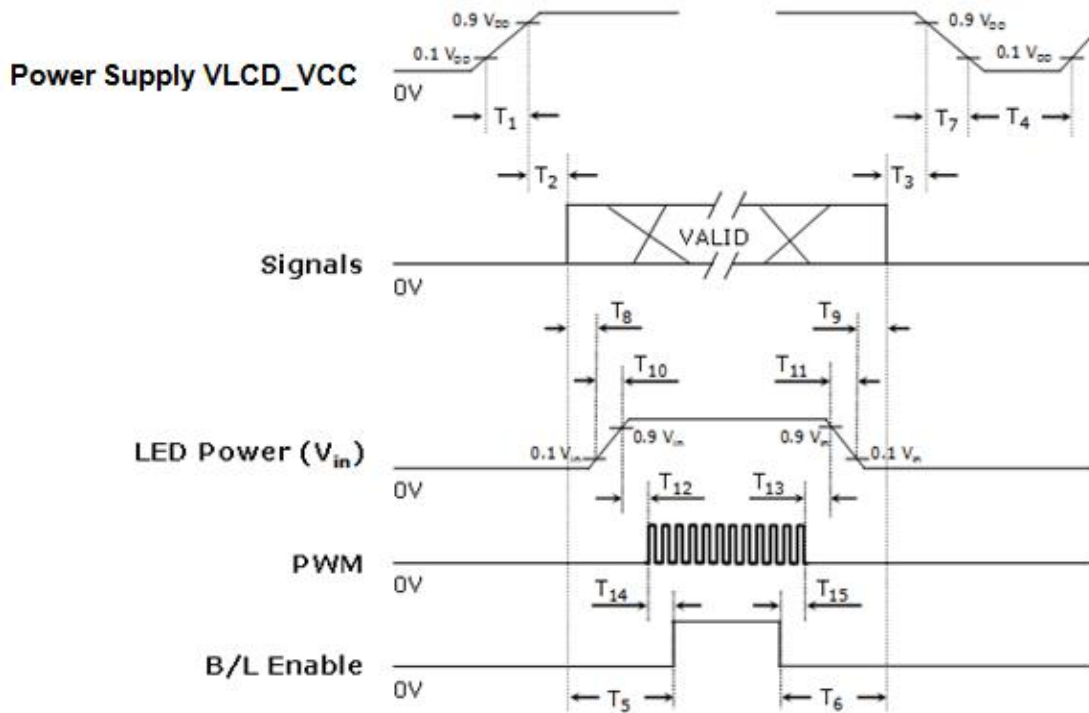 0.9 V_DD
0.9 V_DD
0.1 V_DD
0.1 V_DD
Power Supply VLCD_VCC
0V
T₁
T₇
T₄
T₂
T₃
VALID
Signals
0V
T₈
T₉
T₁₀
T₁₁
0.9 V_in
0.9 V_in
LED Power (V_in)
0.1 V_in
0.1 V_in
0V
T₁₂
T₁₃
PWM
0V
T₁₄
T₁₅
B/L Enable
0V
T₅
T₆